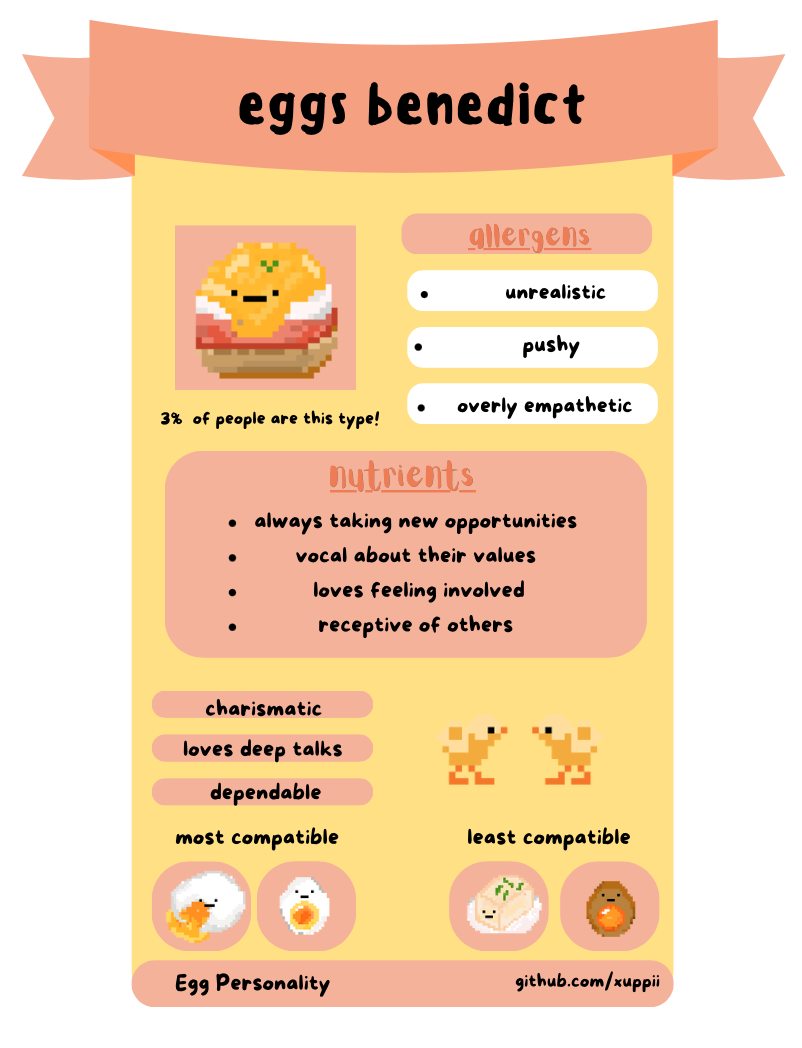 eggs benedict
allergens
• unrealistic
• pushy
• overly empathetic
3% of people are this type!
nutrients
• always taking new opportunities
• vocal about their values
• loves feeling involved
• receptive of others
charismatic
loves deep talks
dependable
most compatible
least compatible
Egg Personality
github.com/xuppii